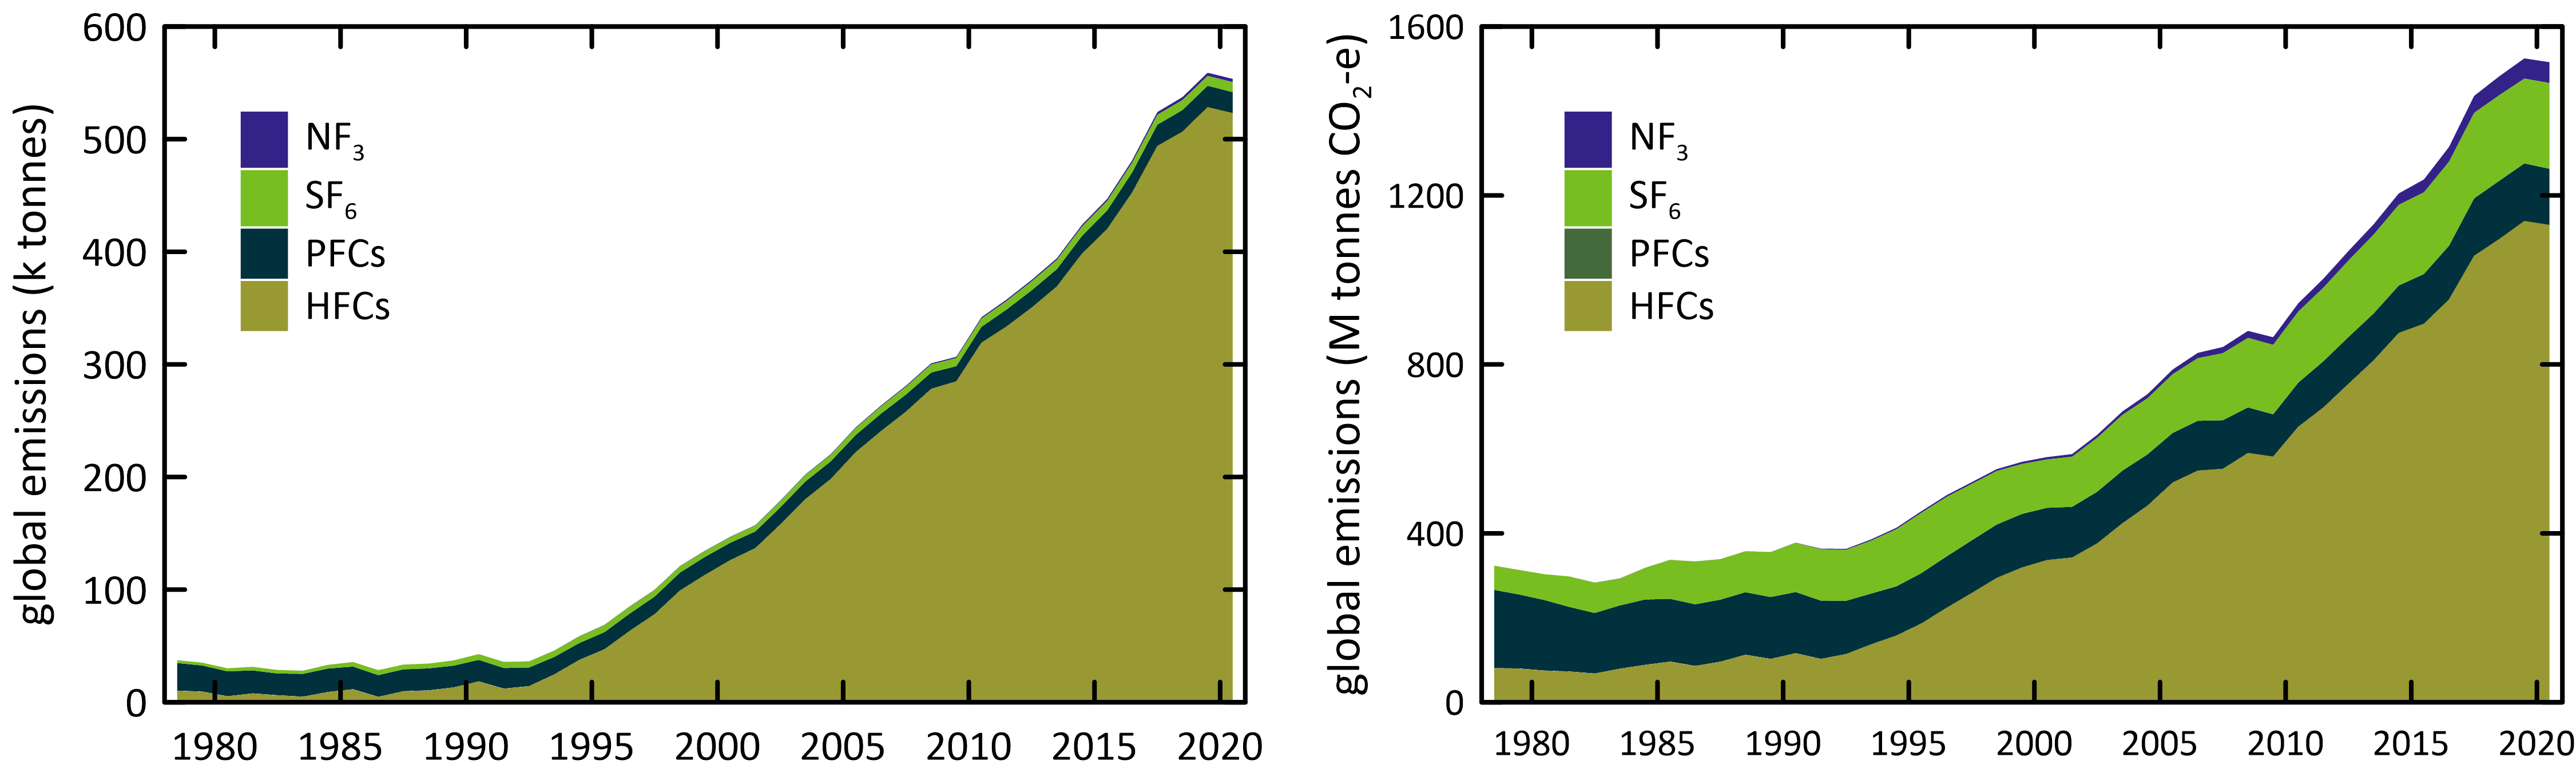 global emissions (k tonnes)
600
500
400
300
200
100
0
NF3
SF6
PFCs
HFCs
1980 1985 1990 1995 2000 2005 2010 2015 2020
global emissions (M tonnes CO2-e)
1600
1200
800
400
0
NF3
SF6
PFCs
HFCs
1980 1985 1990 1995 2000 2005 2010 2015 2020